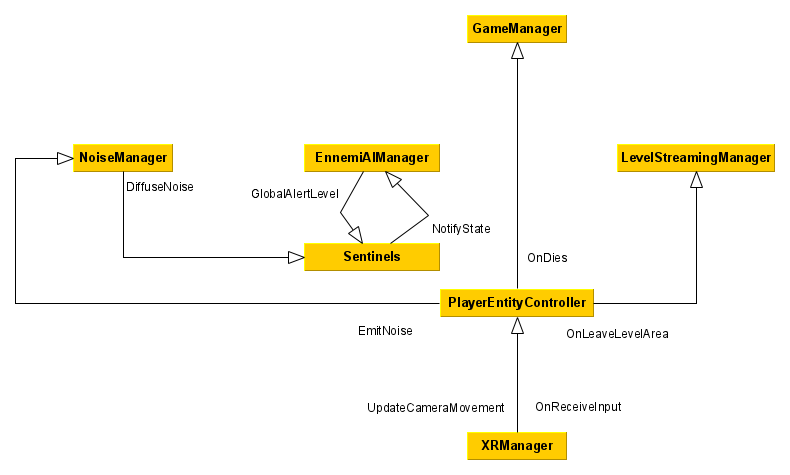 GameManager
NoiseManager
EnnemiAIManager
LevelStreamingManager
DiffuseNoise
GlobalAlertLevel
NotifyState
Sentinels
OnDies
PlayerEntityController
EmitNoise
OnLeaveLevelArea
UpdateCameraMovement
OnReceiveInput
XRManager